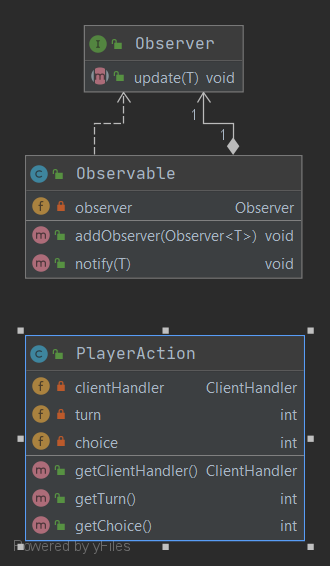 I Observer
m update(T) void
1
1
C Observable
f observer Observer
m addObserver(Observer<T>) void
m notify(T) void
C PlayerAction
f clientHandler ClientHandler
f turn int
f choice int
m getClientHandler() ClientHandler
m getTurn() int
m getChoice() int
Powered by yFiles